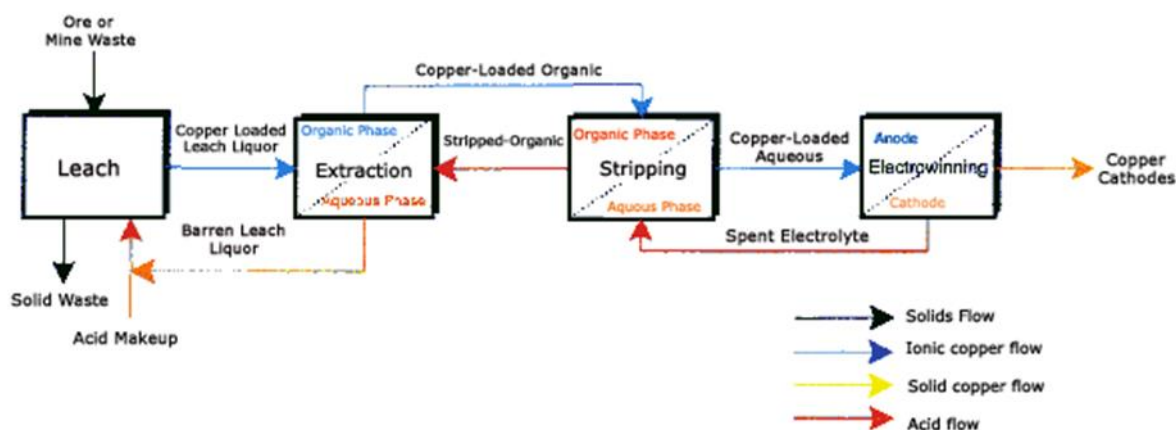 Ore or
Mine Waste
Copper-Loaded Organic
Leach
Copper Loaded
Leach Liquor
Organic Phase
Extraction
Aqueous Phase
Stripped-Organic
Organic Phase
Stripping
Aquous Phase
Copper-Loaded
Aqueous
Anode
Electrowinning
Cathode
Copper
Cathodes
Barren Leach
Liquor
Spent Electrolyte
Solid Waste
Acid Makeup
Solids Flow
Ionic copper flow
Solid copper flow
Acid flow